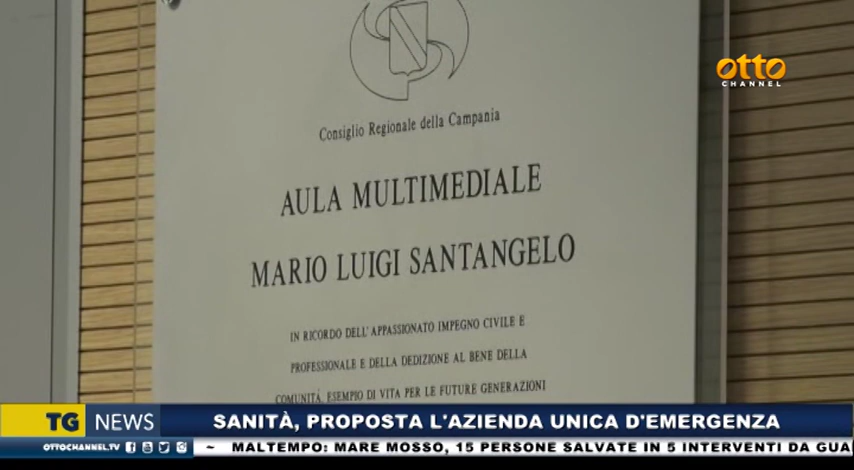 otto
CHANNEL
Consiglio Regionale della Campania
AULA MULTIMEDIALE
MARIO LUIGI SANTANGELO
IN RICORDO DELL'APPASSIONATO IMPEGNO CIVILE E
PROFESSIONALE E DELLA DEDIZIONE AL BENE DELLA
COMUNITÁ, ESEMPIO DI VITA PER LE FUTURE GENERAZIONI
TG NEWS
SANITÀ, PROPOSTA L'AZIENDA UNICA D'EMERGENZA
OTTOCHANNEL.TV
~ MALTEMPO: MARE MOSSO, 15 PERSONE SALVATE IN 5 INTERVENTI DA GUA